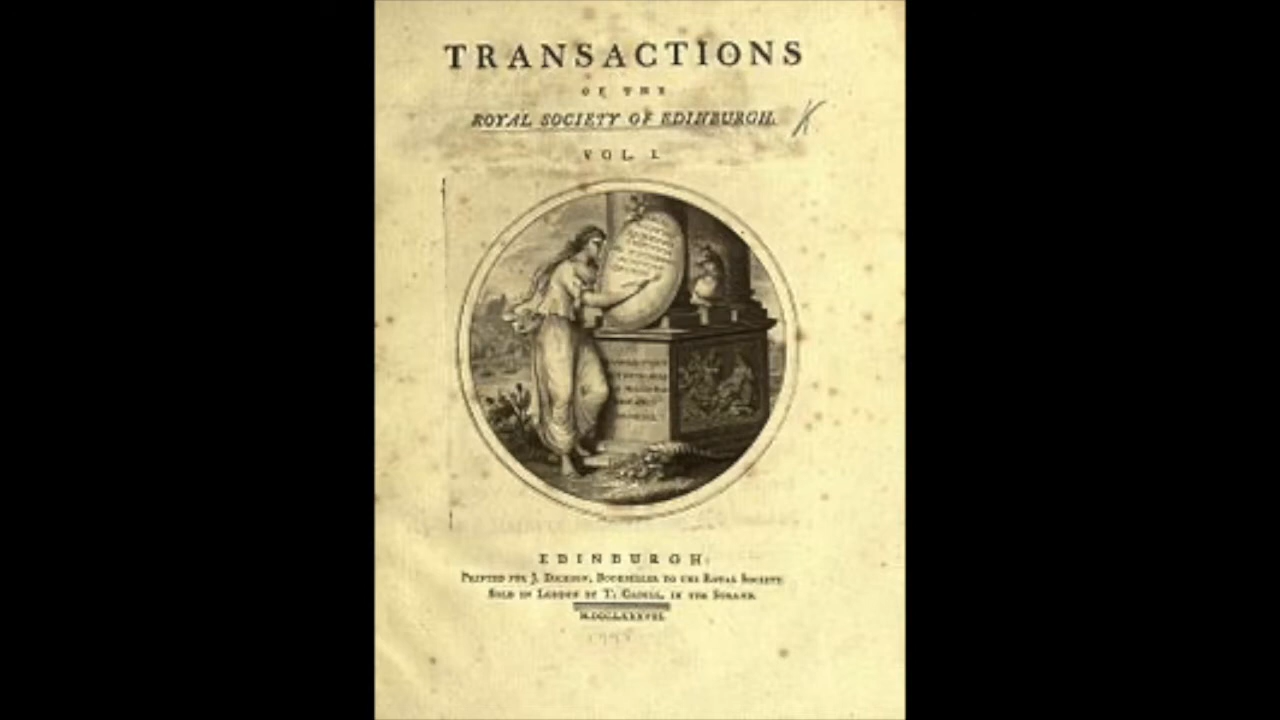 TRANSACTIONS
OF THE
ROYAL SOCIETY OF EDINBURGH.
VOL. I.
EDINBURGH:
PRINTED FOR J. DICKSON, BOOKSELLER TO THE ROYAL SOCIETY.
SOLD IN LONDON BY T. CADELL, IN THE STRAND.